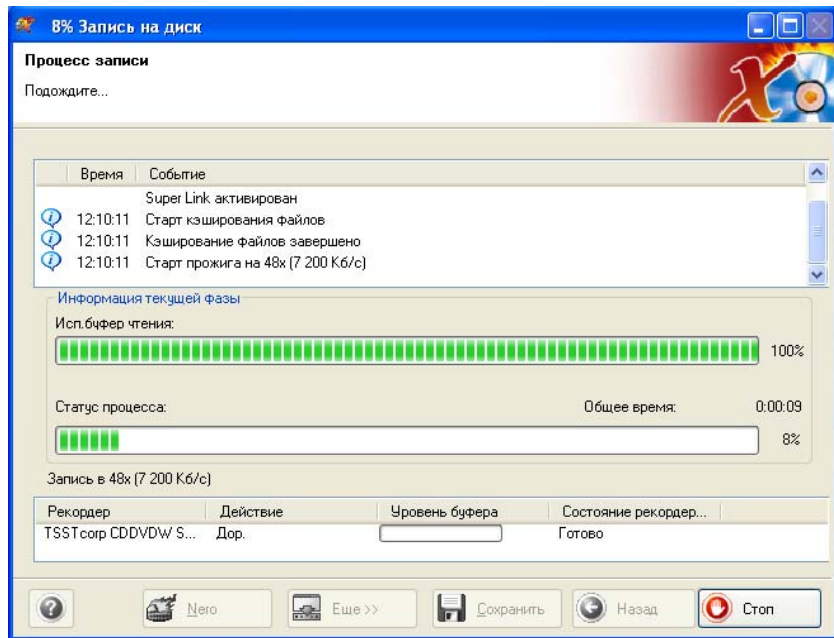 8% Запись на диск
Процесс записи
Подождите...
Время Событие
Super Link активирован
12:10:11 Старт кэширования файлов
12:10:11 Кэширование файлов завершено
12:10:11 Старт прожига на 48x (7 200 Кб/с)
Информация текущей фазы
Исп.буфер чтения:
100%
Статус процесса: Общее время: 0:00:09
8%
Запись в 48x (7 200 Кб/с)
Рекордер Действие Уровень буфера Состояние рекордер...
TSSTcorp CDDVDW S... Дор. Готово
Nero Еще >> Сохранить Назад Стоп